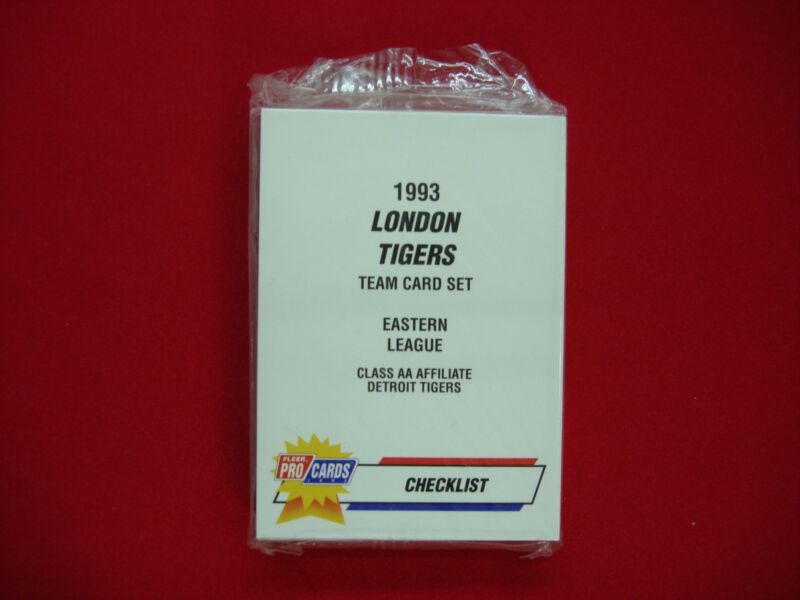 1993
LONDON
TIGERS
TEAM CARD SET
EASTERN
LEAGUE
CLASS AA AFFILIATE
DETROIT TIGERS
FLEER
PRO CARDS
CHECKLIST